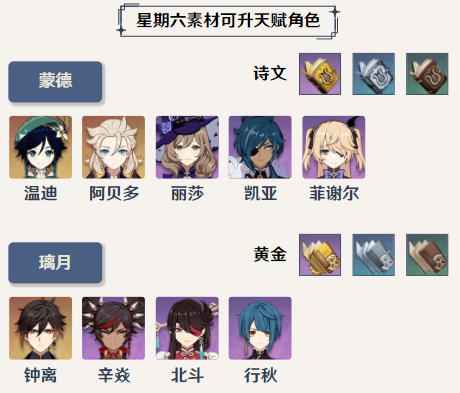 星期六素材可升天赋角色
蒙德
诗文
温迪 阿贝多 丽莎 凯亚 菲谢尔
璃月
黄金
钟离 辛焱 北斗 行秋